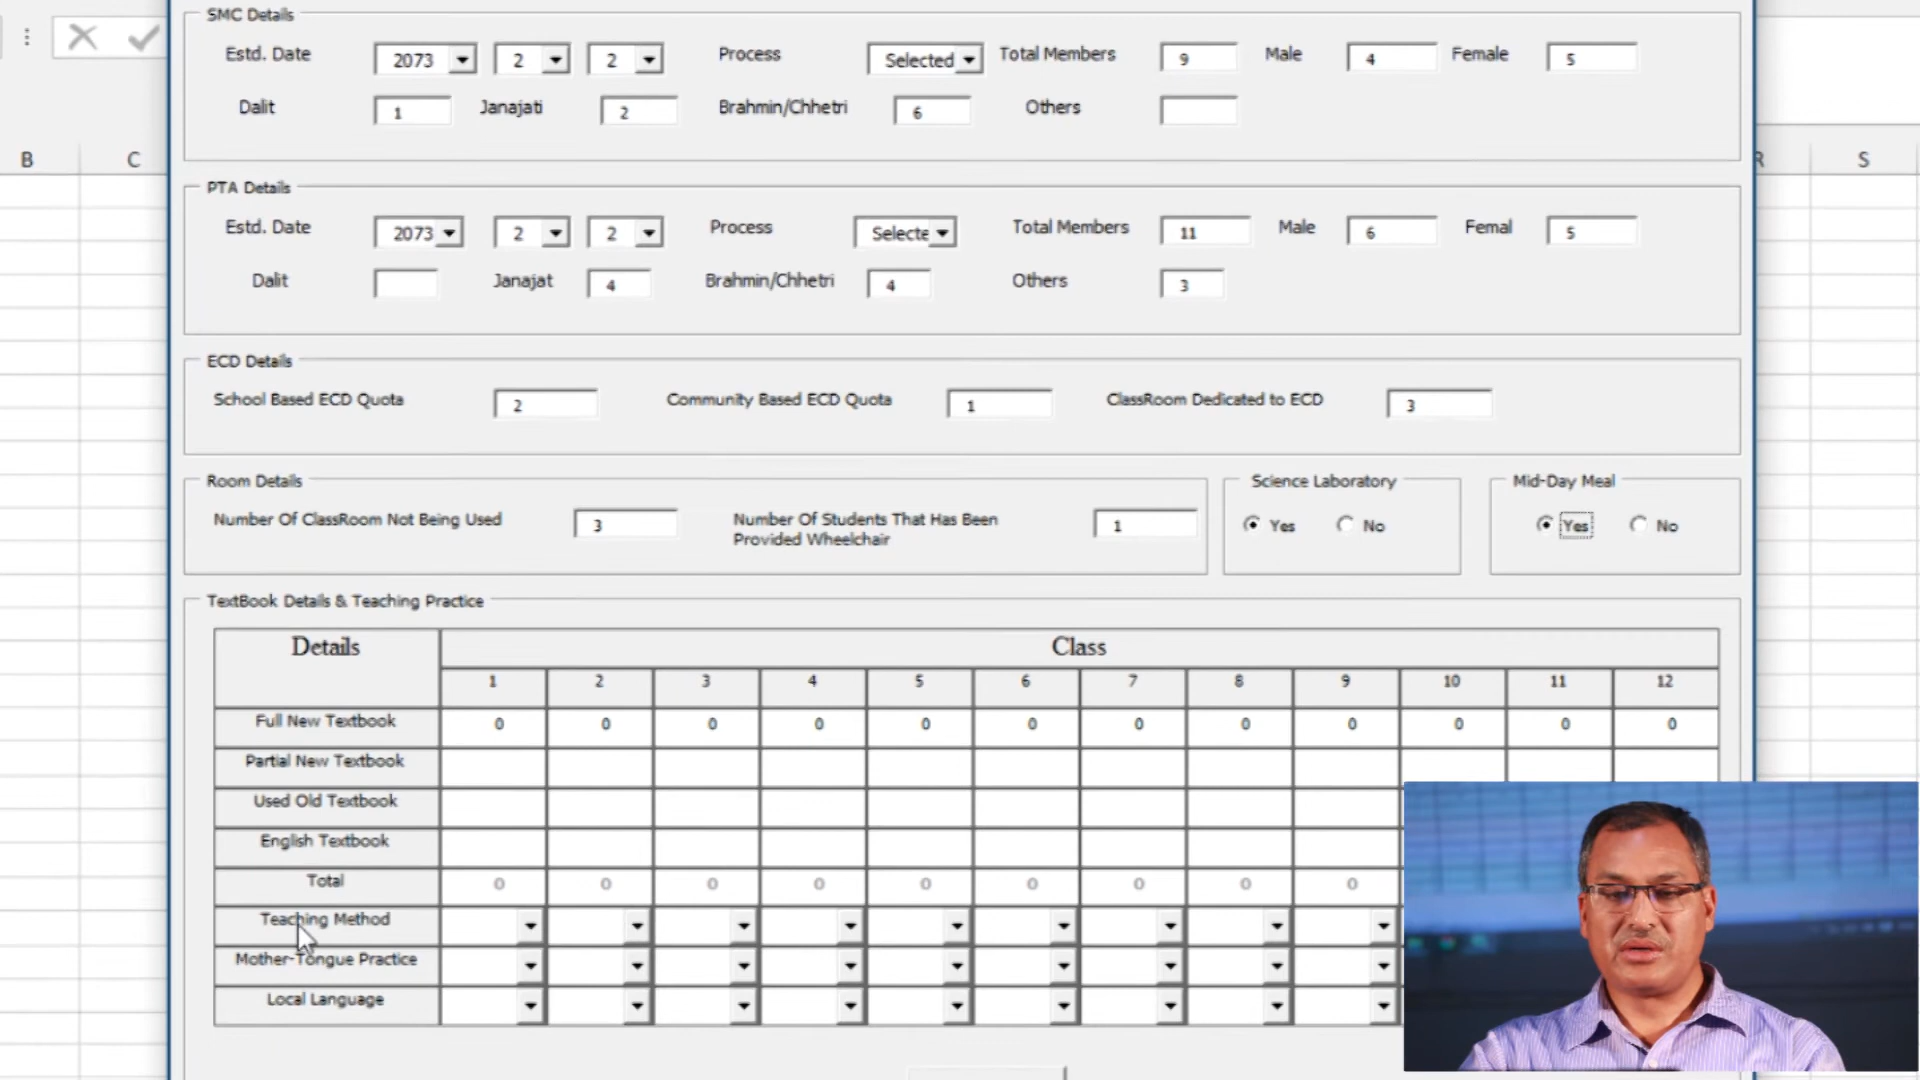 SMC Details
Estd. Date 2073 2 2 Process Selected Total Members 9 Male 4 Female 5
Dalit 1 Janajati 2 Brahmin/Chhetri 6 Others
B C R S
PTA Details
Estd. Date 2073 2 2 Process Selecte Total Members 11 Male 6 Femal 5
Dalit Janajat 4 Brahmin/Chhetri 4 Others 3
ECD Details
School Based ECD Quota 2 Community Based ECD Quota 1 ClassRoom Dedicated to ECD 3
Room Details Science Laboratory Mid-Day Meal
Number Of ClassRoom Not Being Used 3 Number Of Students That Has Been
Provided Wheelchair 1 Yes No Yes No
TextBook Details & Teaching Practice
Details Class
1 2 3 4 5 6 7 8 9 10 11 12
Full New Textbook 0 0 0 0 0 0 0 0 0 0 0 0
Partial New Textbook
Used Old Textbook
English Textbook
Total 0 0 0 0 0 0 0 0 0
Teaching Method
Mother-Tongue Practice
Local Language